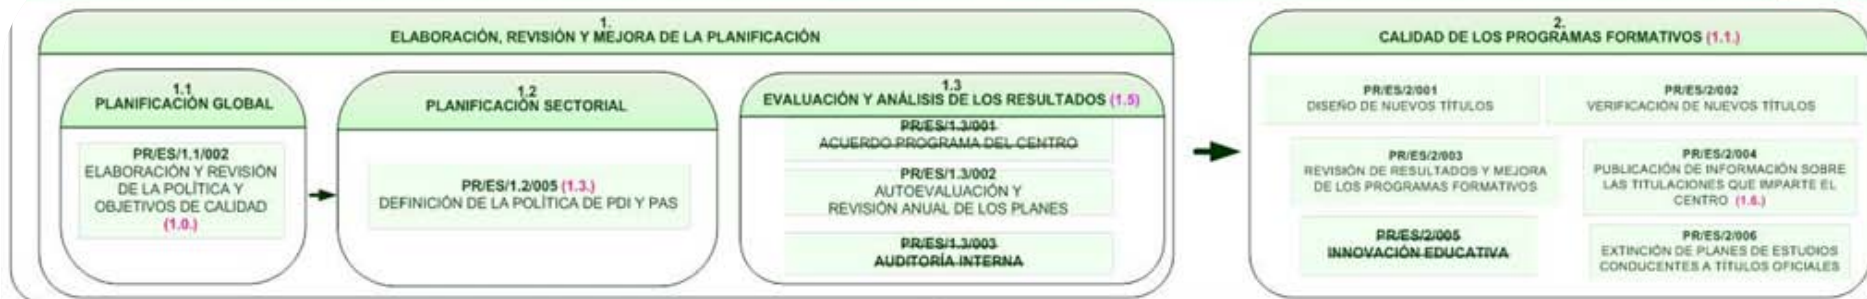 1.
ELABORACIÓN, REVISIÓN Y MEJORA DE LA PLANIFICACIÓN
1.1
PLANIFICACIÓN GLOBAL
PR/ES/1.1/002
ELABORACIÓN Y REVISIÓN
DE LA POLÍTICA Y
OBJETIVOS DE CALIDAD
(1.0.)
1.2
PLANIFICACIÓN SECTORIAL
PR/ES/1.2/005 (1.3.)
DEFINICIÓN DE LA POLÍTICA DE PDI Y PAS
1.3
EVALUACIÓN Y ANÁLISIS DE LOS RESULTADOS (1.5)
PR/ES/1.3/001
ACUERDO PROGRAMA DEL CENTRO
PR/ES/1.3/002
AUTOEVALUACIÓN Y
REVISIÓN ANUAL DE LOS PLANES
PR/ES/1.3/003
AUDITORÍA INTERNA
2.
CALIDAD DE LOS PROGRAMAS FORMATIVOS (1.1.)
PR/ES/2/001
DISEÑO DE NUEVOS TÍTULOS
PR/ES/2/002
VERIFICACIÓN DE NUEVOS TÍTULOS
PR/ES/2/003
REVISIÓN DE RESULTADOS Y MEJORA
DE LOS PROGRAMAS FORMATIVOS
PR/ES/2/004
PUBLICACIÓN DE INFORMACIÓN SOBRE
LAS TITULACIONES QUE IMPARTE EL
CENTRO (1.6.)
PR/ES/2/005
INNOVACIÓN EDUCATIVA
PR/ES/2/006
EXTINCIÓN DE PLANES DE ESTUDIOS
CONDUCENTES A TÍTULOS OFICIALES